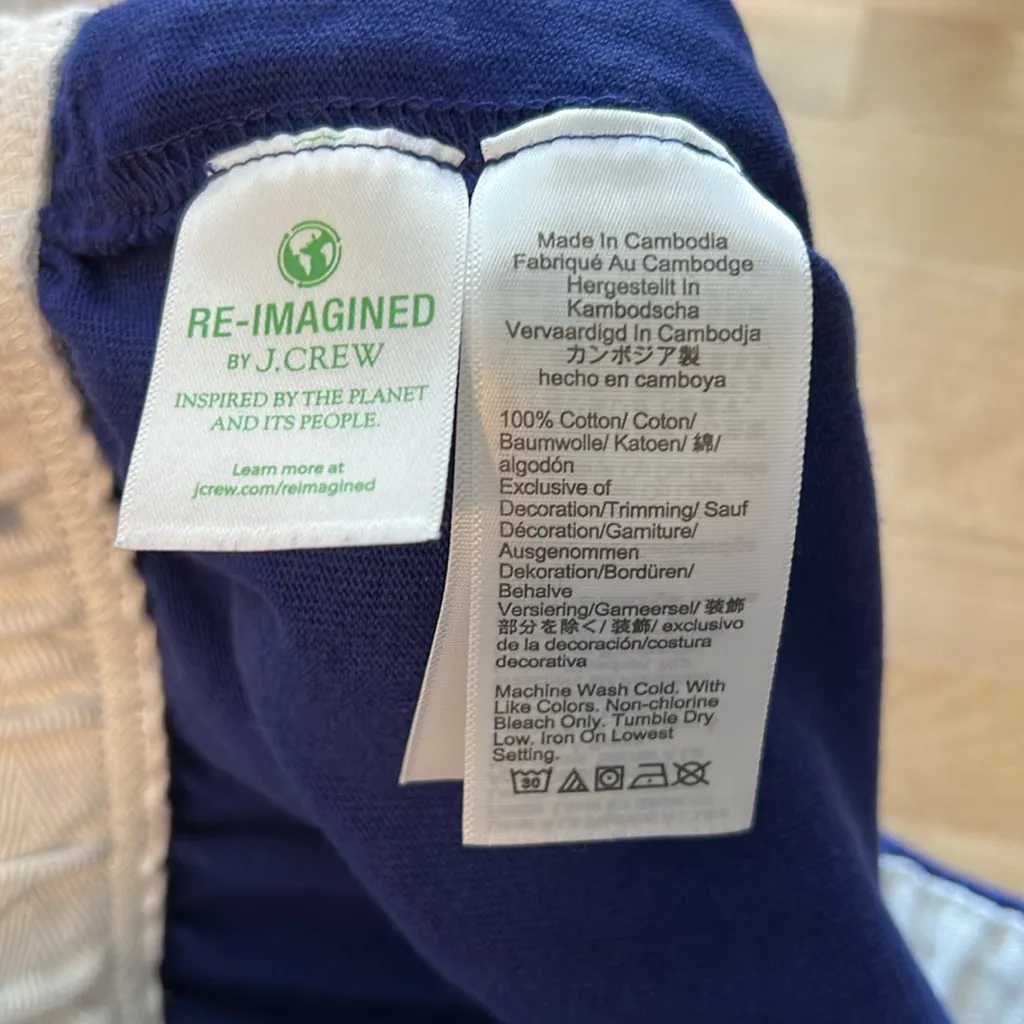 RE-IMAGINED
BY J.CREW
INSPIRED BY THE PLANET
AND ITS PEOPLE.
Learn more at
jcrew.com/reimagined
Made In Cambodia
Fabriqué Au Cambodge
Hergestellt In
Kambodscha
Vervaardigd In Cambodja
カンボジア製
hecho en camboya
100% Cotton/ Coton/
Baumwolle/ Katoen/ 綿/
algodón
Exclusive of
Decoration/Trimming/ Sauf
Décoration/Garniture/
Ausgenommen
Dekoration/Bordüren/
Behalve
Versiering/Garneersel/ 装飾
部分を除く/ 装飾/ exclusivo
de la decoración/costura
decorativa
Machine Wash Cold. With
Like Colors. Non-chlorine
Bleach Only. Tumble Dry
Low. Iron On Lowest
Setting.
30